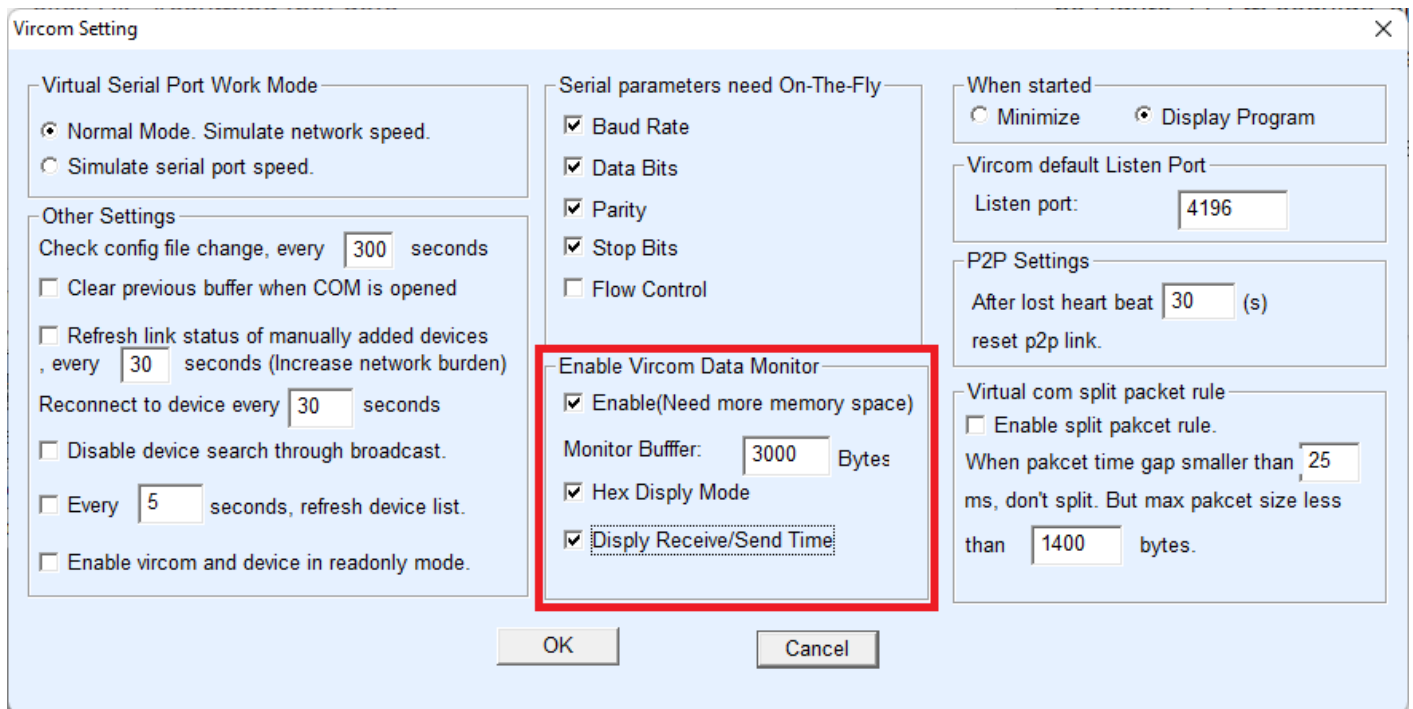 Vircom Setting
Virtual Serial Port Work Mode
Normal Mode. Simulate network speed.
Simulate serial port speed.
Other Settings
Check config file change, every 300 seconds
Clear previous buffer when COM is opened
Refresh link status of manually added devices
, every 30 seconds (Increase network burden)
Reconnect to device every 30 seconds
Disable device search through broadcast.
Every 5 seconds, refresh device list.
Enable vircom and device in readonly mode.
Serial parameters need On-The-Fly
Baud Rate
Data Bits
Parity
Stop Bits
Flow Control
Enable Vircom Data Monitor
Enable(Need more memory space)
Monitor Bufffer: 3000 Bytes
Hex Disply Mode
Disply Receive/Send Time
When started
Minimize Display Program
Vircom default Listen Port
Listen port: 4196
P2P Settings
After lost heart beat 30 (s)
reset p2p link.
Virtual com split packet rule
Enable split pakcet rule.
When pakcet time gap smaller than 25
ms, don't split. But max pakcet size less
than 1400 bytes.
OK Cancel